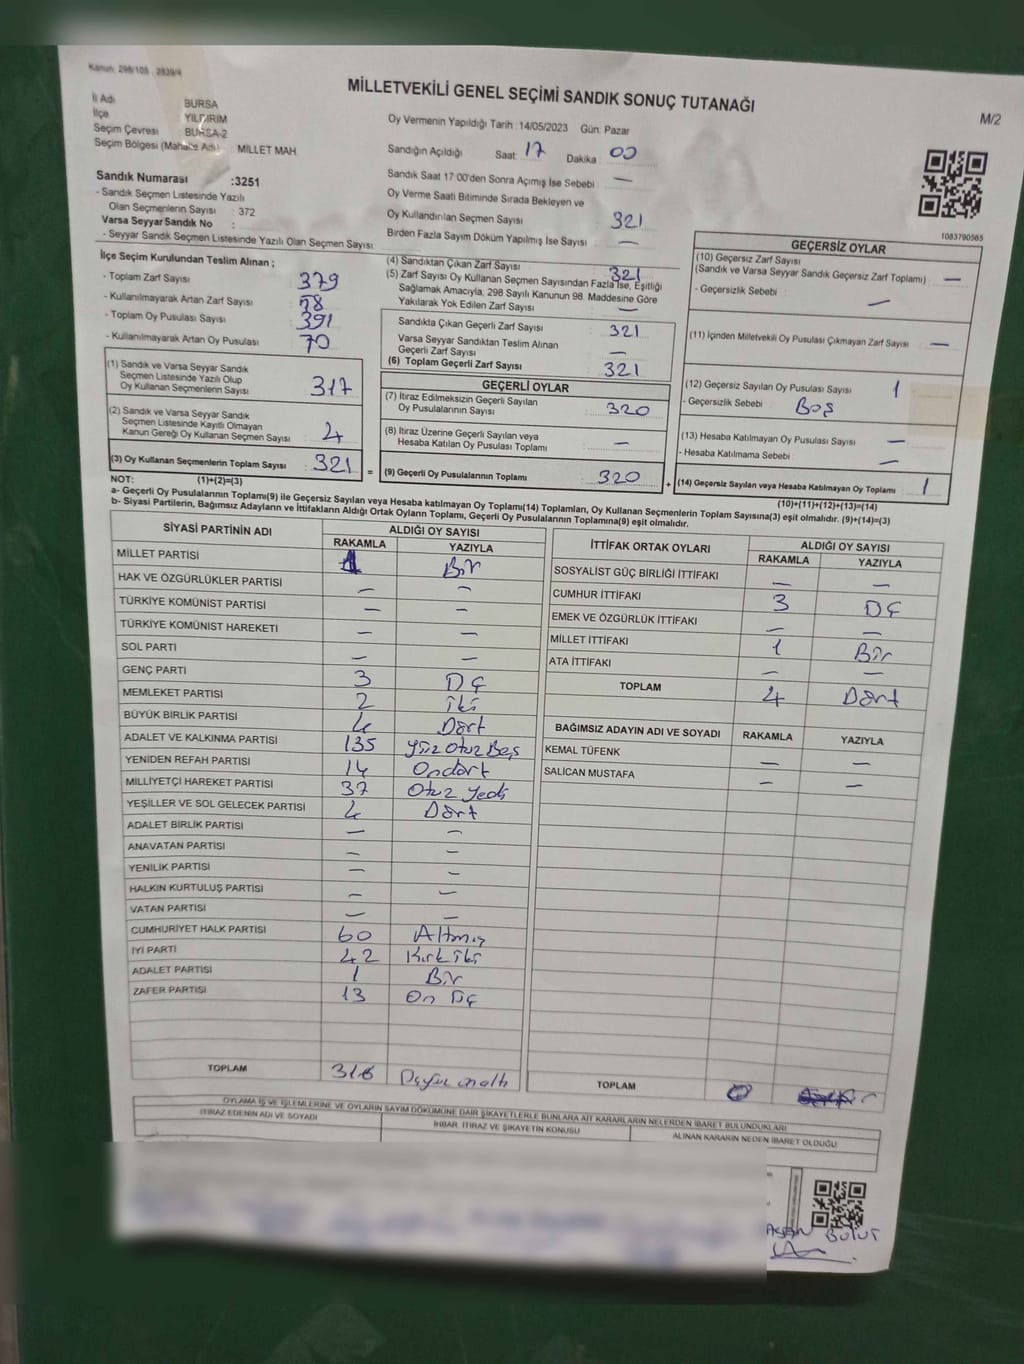 Kanun: 298/105 , 2839/4
MİLLETVEKİLİ GENEL SEÇİMİ SANDIK SONUÇ TUTANAĞI
M/2
İl Adı BURSA
İlçe YILDIRIM
Seçim Çevresi BURSA-2
Seçim Bölgesi (Mahalle Adı) : MİLLET MAH.
Oy Vermenin Yapıldığı Tarih :14/05/2023 Gün: Pazar
Sandığın Açıldığı Saat : 17 Dakika : 00
Sandık Saat 17:00'den Sonra Açımış İse Sebebi : —
Oy Verme Saati Bitiminde Sırada Bekleyen ve
Oy Kullandırılan Seçmen Sayısı 321
Birden Fazla Sayım Döküm Yapılmış İse Sayısı : —
1083790565
Sandık Numarası :3251
- Sandık Seçmen Listesinde Yazılı
Olan Seçmenlerin Sayısı : 372
Varsa Seyyar Sandık No :
- Seyyar Sandık Seçmen Listesinde Yazılı Olan Seçmen Sayısı
İlçe Seçim Kurulundan Teslim Alınan ;
- Toplam Zarf Sayısı : 379
- Kullanılmayarak Artan Zarf Sayısı : 58
- Toplam Oy Pusulası Sayısı : 391
- Kullanılmayarak Artan Oy Pusulası : 70
(1) Sandık ve Varsa Seyyar Sandık
Seçmen Listesinde Yazılı Olup
Oy Kullanan Seçmenlerin Sayısı : 317
(2) Sandık ve Varsa Seyyar Sandık
Seçmen Listesinde Kayıtlı Olmayan
Kanun Gereği Oy Kullanan Seçmen Sayısı : 4
(3) Oy Kullanan Seçmenlerin Toplam Sayısı : 321 =
(4) Sandıktan Çıkan Zarf Sayısı : 321
(5) Zarf Sayısı Oy Kullanan Seçmen Sayısından Fazla İse, Eşitliği
Sağlamak Amacıyla, 298 Sayılı Kanunun 98. Maddesine Göre
Yakılarak Yok Edilen Zarf Sayısı : —
Sandıkta Çıkan Geçerli Zarf Sayısı : 321
Varsa Seyyar Sandıktan Teslim Alınan
Geçerli Zarf Sayısı : —
(6) Toplam Geçerli Zarf Sayısı : 321
GEÇERLİ OYLAR
(7) İtiraz Edilmeksizin Geçerli Sayılan
Oy Pusulalarının Sayısı : 320
(8) İtiraz Üzerine Geçerli Sayılan veya
Hesaba Katılan Oy Pusulası Toplamı : —
(9) Geçerli Oy Pusulalarının Toplamı : 320 +
GEÇERSİZ OYLAR
(10) Geçersiz Zarf Sayısı
(Sandık ve Varsa Seyyar Sandık Geçersiz Zarf Toplamı) : —
- Geçersizlik Sebebi : —
(11) İçinden Milletvekili Oy Pusulası Çıkmayan Zarf Sayısı : —
(12) Geçersiz Sayılan Oy Pusulası Sayısı : 1
- Geçersizlik Sebebi : Boş
(13) Hesaba Katılmayan Oy Pusulası Sayısı : —
- Hesaba Katılmama Sebebi : —
(14) Geçersiz Sayılan veya Hesaba Katılmayan Oy Toplamı : 1
NOT: (1)+(2)=(3) (10)+(11)+(12)+(13)=(14)
a- Geçerli Oy Pusulalarının Toplamı(9) ile Geçersiz Sayılan veya Hesaba katılmayan Oy Toplamı(14) Toplamları, Oy Kullanan Seçmenlerin Toplam Sayısına(3) eşit olmalıdır. (9)+(14)=(3)
b- Siyasi Partilerin, Bağımsız Adayların ve İttifakların Aldığı Ortak Oyların Toplamı, Geçerli Oy Pusulalarının Toplamına(9) eşit olmalıdır.
SİYASİ PARTİNİN ADI ALDIĞI OY SAYISI
RAKAMLA YAZIYLA
MİLLET PARTİSİ 1 Bir
HAK VE ÖZGÜRLÜKLER PARTİSİ — —
TÜRKİYE KOMÜNİST PARTİSİ — —
TÜRKİYE KOMÜNİST HAREKETİ — —
SOL PARTİ — —
GENÇ PARTİ 3 Üç
MEMLEKET PARTİSİ 2 iki
BÜYÜK BİRLİK PARTİSİ 4 Dört
ADALET VE KALKINMA PARTİSİ 135 Yüz Otuz Beş
YENİDEN REFAH PARTİSİ 14 Ondört
MİLLİYETÇİ HAREKET PARTİSİ 37 Otuz Yedi
YEŞİLLER VE SOL GELECEK PARTİSİ 4 Dört
ADALET BİRLİK PARTİSİ — —
ANAVATAN PARTİSİ — —
YENİLİK PARTİSİ — —
HALKIN KURTULUŞ PARTİSİ — —
VATAN PARTİSİ — —
CUMHURİYET HALK PARTİSİ 60 Altmış
İYİ PARTİ 42 Kırk iki
ADALET PARTİSİ 1 Bir
ZAFER PARTİSİ 13 On Üç
TOPLAM 316 Üçyüz onaltı
İTTİFAK ORTAK OYLARI ALDIĞI OY SAYISI
RAKAMLA YAZIYLA
SOSYALİST GÜÇ BİRLİĞİ İTTİFAKI — —
CUMHUR İTTİFAKI 3 Üç
EMEK VE ÖZGÜRLÜK İTTİFAKI — —
MİLLET İTTİFAKI 1 Bir
ATA İTTİFAKI — —
TOPLAM 4 Dört
BAĞIMSIZ ADAYIN ADI VE SOYADI RAKAMLA YAZIYLA
KEMAL TÜFENK — —
SALİCAN MUSTAFA — —
TOPLAM 0
OYLAMA İŞ VE İŞLEMLERİNE VE OYLARIN SAYIM DÖKÜMÜNE DAİR ŞİKAYETLERLE BUNLARA AİT KARARLARIN NELERDEN İBARET BULUNDUKLARI
İTİRAZ EDENİN ADI VE SOYADI İHBAR, İTİRAZ VE ŞİKAYETİN KONUSU ALINAN KARARIN NEDEN İBARET OLDUĞU
BULUT